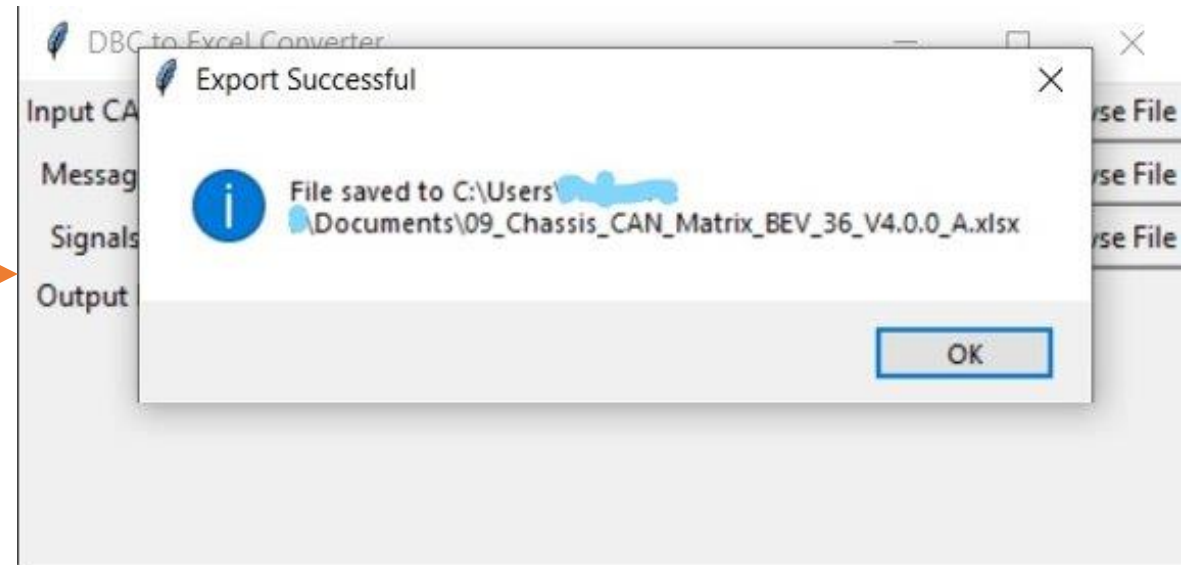 DBC to Excel Converter
Export Successful
Input CA
Messag
Signals
Output
File saved to C:\Users\
\Documents\09_Chassis_CAN_Matrix_BEV_36_V4.0.0_A.xlsx
OK
se File
se File
se File